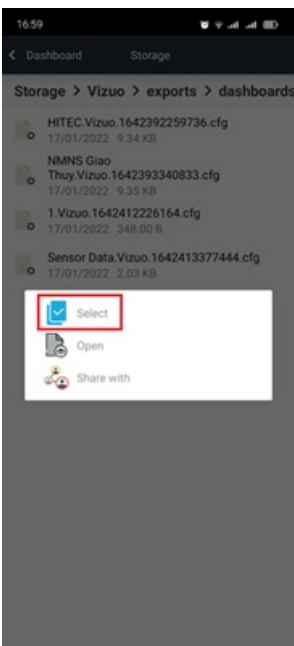 16:59
Dashboard Storage
Storage > Vizuo > exports > dashboards
HITEC.Vizuo.1642392259736.cfg
17/01/2022 9.34 KB
NMNS Giao
Thuy.Vizuo.1642393340833.cfg
17/01/2022 9.35 KB
1.Vizuo.1642412226164.cfg
17/01/2022 348.00 B
Sensor Data.Vizuo.1642413377444.cfg
17/01/2022 2.03 KB
Select
Open
Share with